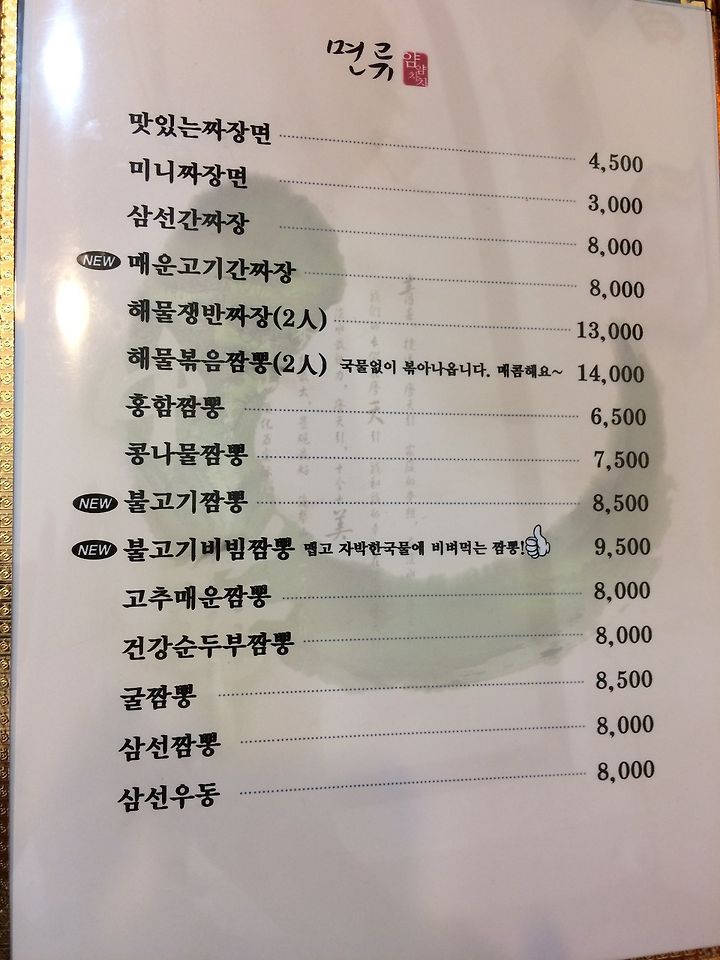 면류
맛있는짜장면 4,500
미니짜장면 3,000
삼선간짜장 8,000
NEW 매운고기간짜장 8,000
해물쟁반짜장(2人) 13,000
해물볶음짬뽕(2人) 국물없이 볶아나옵니다. 매콤해요~ 14,000
홍합짬뽕 6,500
콩나물짬뽕 7,500
NEW 불고기짬뽕 8,500
NEW 불고기비빔짬뽕 맵고 자박한국물에 비벼먹는 짬뽕! 9,500
고추매운짬뽕 8,000
건강순두부짬뽕 8,000
굴짬뽕 8,500
삼선짬뽕 8,000
삼선우동 8,000